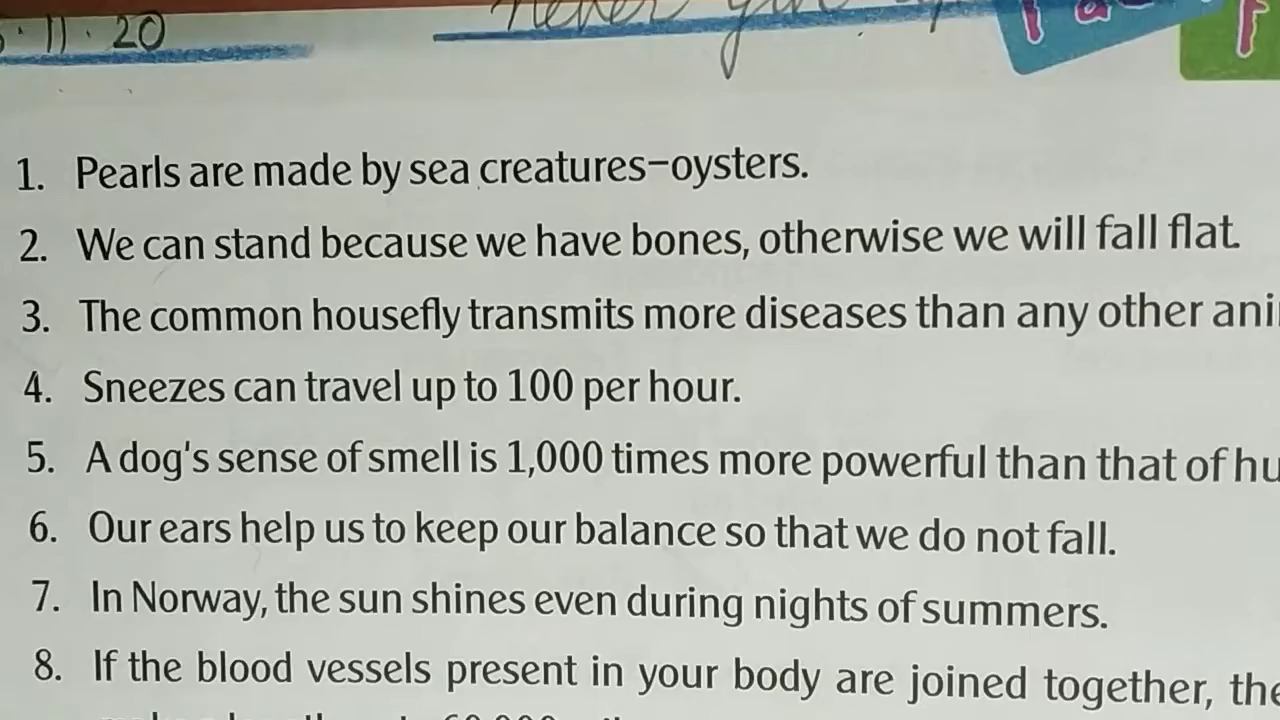 11 . 20
Never give
1. Pearls are made by sea creatures–oysters.
2. We can stand because we have bones, otherwise we will fall flat.
3. The common housefly transmits more diseases than any other ani
4. Sneezes can travel up to 100 per hour.
5. A dog's sense of smell is 1,000 times more powerful than that of hu
6. Our ears help us to keep our balance so that we do not fall.
7. In Norway, the sun shines even during nights of summers.
8. If the blood vessels present in your body are joined together, the